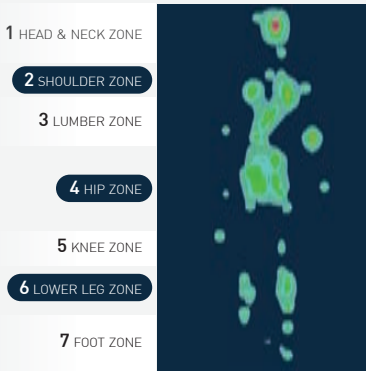 1 HEAD & NECK ZONE
2 SHOULDER ZONE
3 LUMBER ZONE
4 HIP ZONE
5 KNEE ZONE
6 LOWER LEG ZONE
7 FOOT ZONE